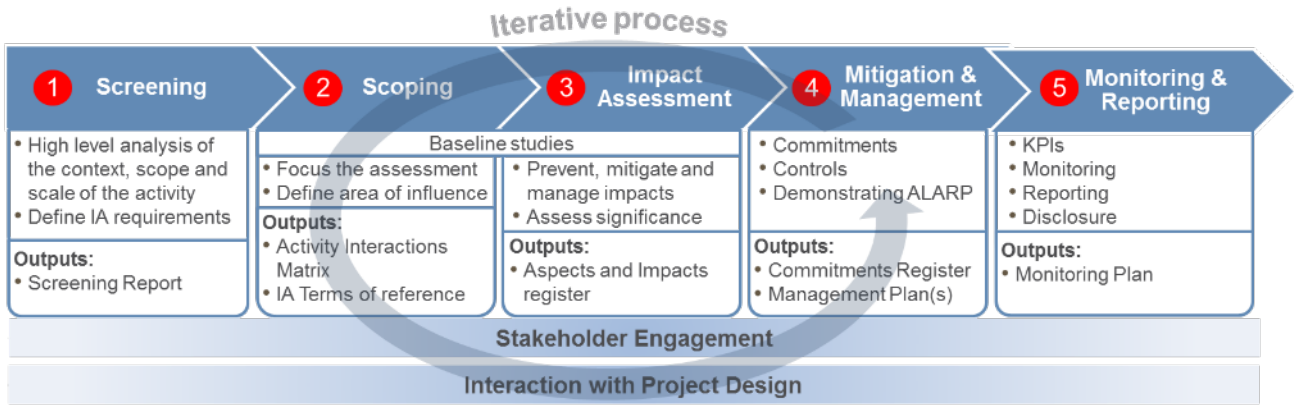 Iterative process
1 Screening
• High level analysis of
the context, scope and
scale of the activity
• Define IA requirements
Outputs:
• Screening Report
2 Scoping
3 Impact
Assessment
Baseline studies
• Focus the assessment
• Define area of influence
Outputs:
• Activity Interactions
Matrix
• IA Terms of reference
• Prevent, mitigate and
manage impacts
• Assess significance
Outputs:
• Aspects and Impacts
register
4 Mitigation &
Management
• Commitments
• Controls
• Demonstrating ALARP
Outputs:
• Commitments Register
• Management Plan(s)
5 Monitoring &
Reporting
• KPIs
• Monitoring
• Reporting
• Disclosure
Outputs:
• Monitoring Plan
Stakeholder Engagement
Interaction with Project Design